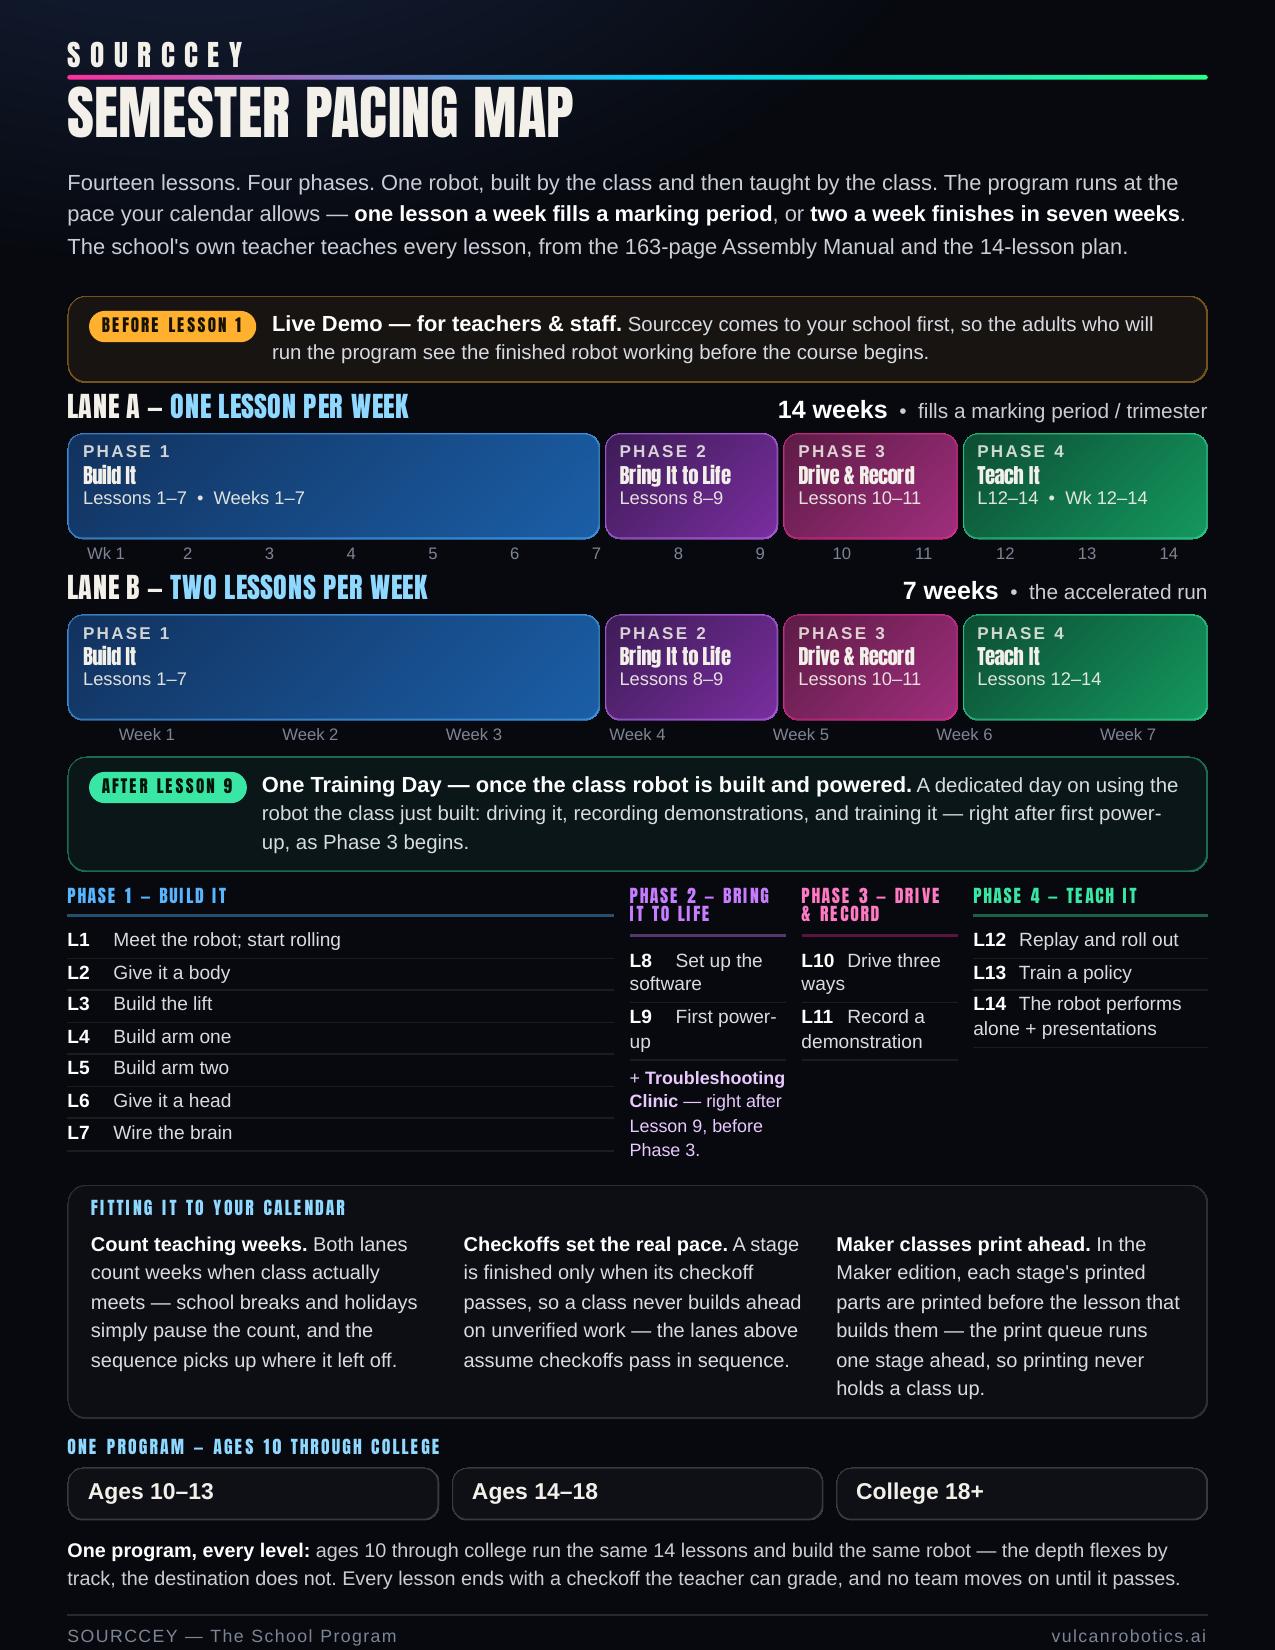 SOURCCEY
SEMESTER PACING MAP
Fourteen lessons. Four phases. One robot, built by the class and then taught by the class. The program runs at the
pace your calendar allows — one lesson a week fills a marking period, or two a week finishes in seven weeks.
The school's own teacher teaches every lesson, from the 163-page Assembly Manual and the 14-lesson plan.
BEFORE LESSON 1
Live Demo — for teachers & staff. Sourccey comes to your school first, so the adults who will
run the program see the finished robot working before the course begins.
LANE A – ONE LESSON PER WEEK
14 weeks • fills a marking period / trimester
PHASE 1
Build It
Lessons 1–7 • Weeks 1–7
PHASE 2
Bring It to Life
Lessons 8–9
PHASE 3
Drive & Record
Lessons 10–11
PHASE 4
Teach It
L12–14 • Wk 12–14
Wk 1 2 3 4 5 6 7 8 9 10 11 12 13 14
LANE B – TWO LESSONS PER WEEK
7 weeks • the accelerated run
PHASE 1
Build It
Lessons 1–7
PHASE 2
Bring It to Life
Lessons 8–9
PHASE 3
Drive & Record
Lessons 10–11
PHASE 4
Teach It
Lessons 12–14
Week 1 Week 2 Week 3 Week 4 Week 5 Week 6 Week 7
AFTER LESSON 9
One Training Day — once the class robot is built and powered. A dedicated day on using the
robot the class just built: driving it, recording demonstrations, and training it — right after first power-
up, as Phase 3 begins.
PHASE 1 – BUILD IT
L1 Meet the robot; start rolling
L2 Give it a body
L3 Build the lift
L4 Build arm one
L5 Build arm two
L6 Give it a head
L7 Wire the brain
PHASE 2 – BRING
IT TO LIFE
L8 Set up the
software
L9 First power-
up
+ Troubleshooting
Clinic — right after
Lesson 9, before
Phase 3.
PHASE 3 – DRIVE
& RECORD
L10 Drive three
ways
L11 Record a
demonstration
PHASE 4 – TEACH IT
L12 Replay and roll out
L13 Train a policy
L14 The robot performs
alone + presentations
FITTING IT TO YOUR CALENDAR
Count teaching weeks. Both lanes
count weeks when class actually
meets — school breaks and holidays
simply pause the count, and the
sequence picks up where it left off.
Checkoffs set the real pace. A stage
is finished only when its checkoff
passes, so a class never builds ahead
on unverified work — the lanes above
assume checkoffs pass in sequence.
Maker classes print ahead. In the
Maker edition, each stage's printed
parts are printed before the lesson that
builds them — the print queue runs
one stage ahead, so printing never
holds a class up.
ONE PROGRAM – AGES 10 THROUGH COLLEGE
Ages 10–13
Ages 14–18
College 18+
One program, every level: ages 10 through college run the same 14 lessons and build the same robot — the depth flexes by
track, the destination does not. Every lesson ends with a checkoff the teacher can grade, and no team moves on until it passes.
SOURCCEY — The School Program
vulcanrobotics.ai